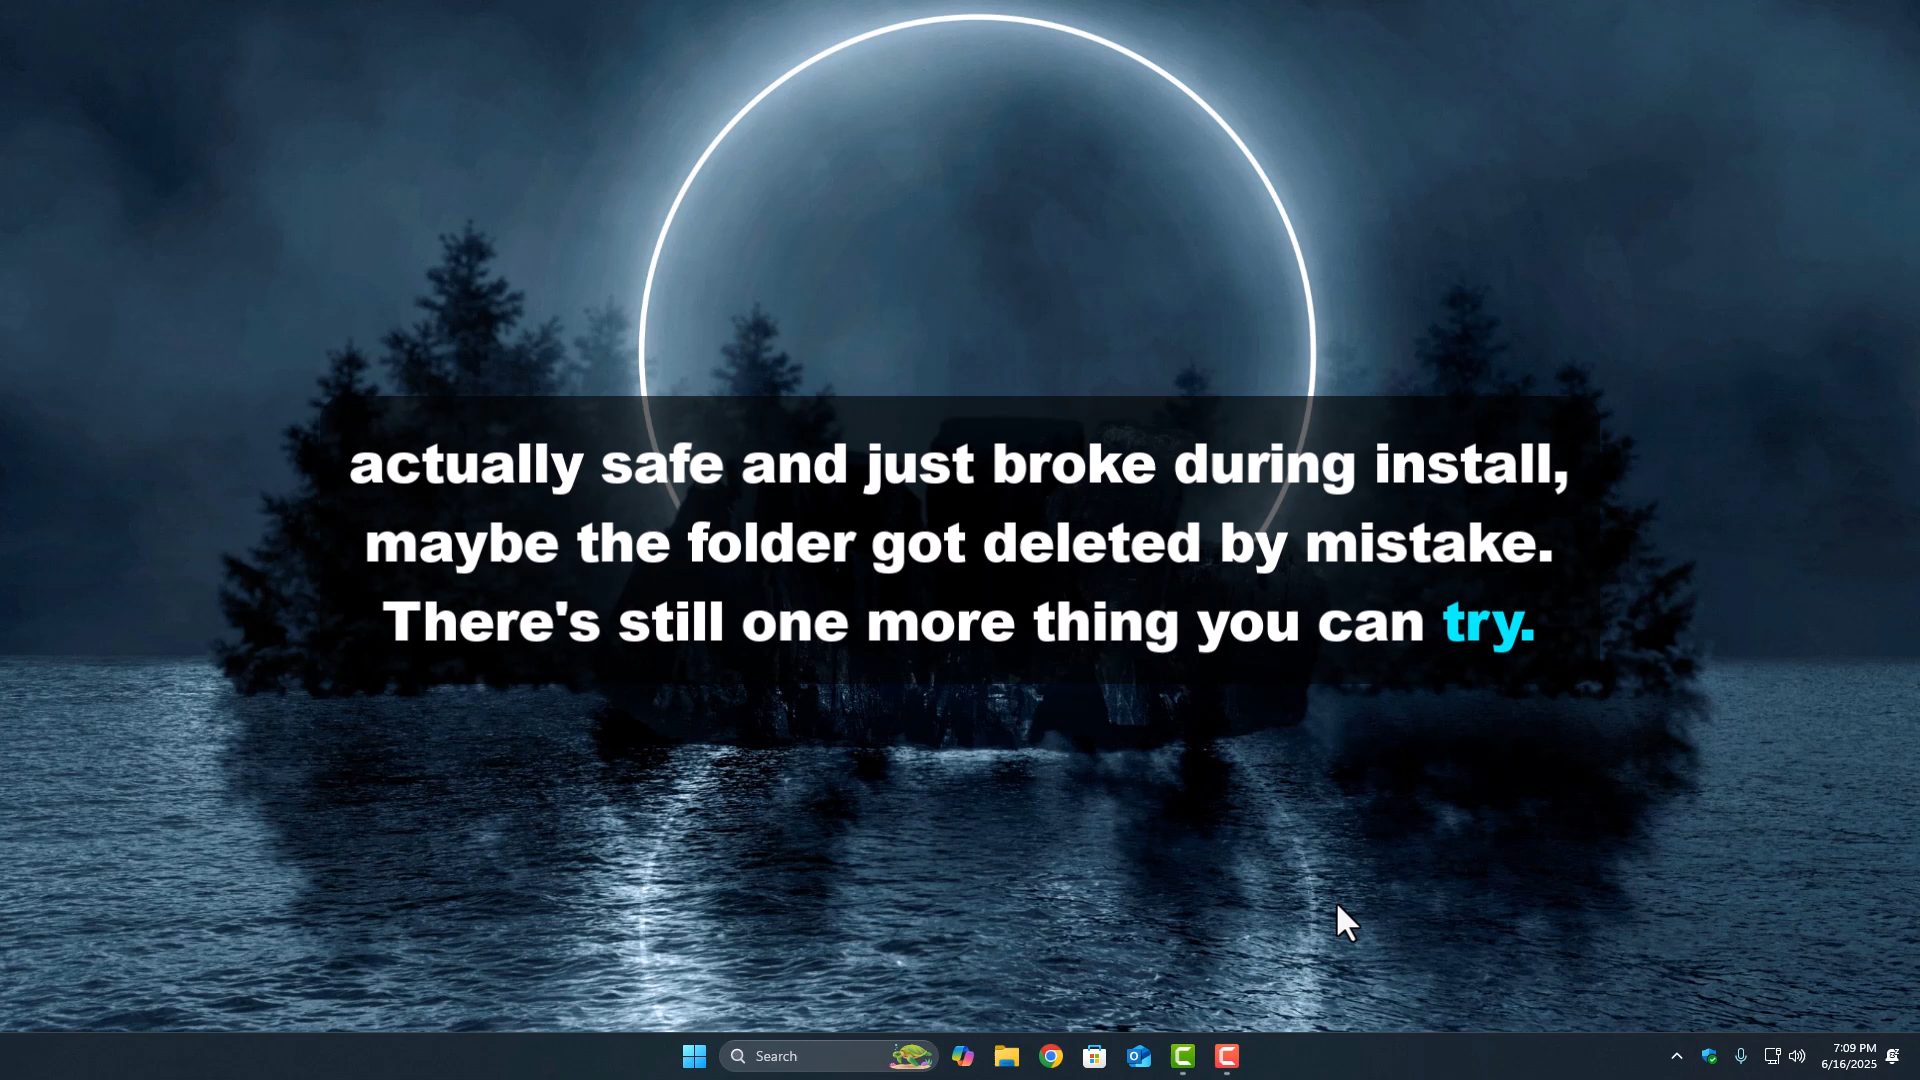 actually safe and just broke during install,
maybe the folder got deleted by mistake.
There's still one more thing you can try.
Search
7:09 PM
6/16/2025